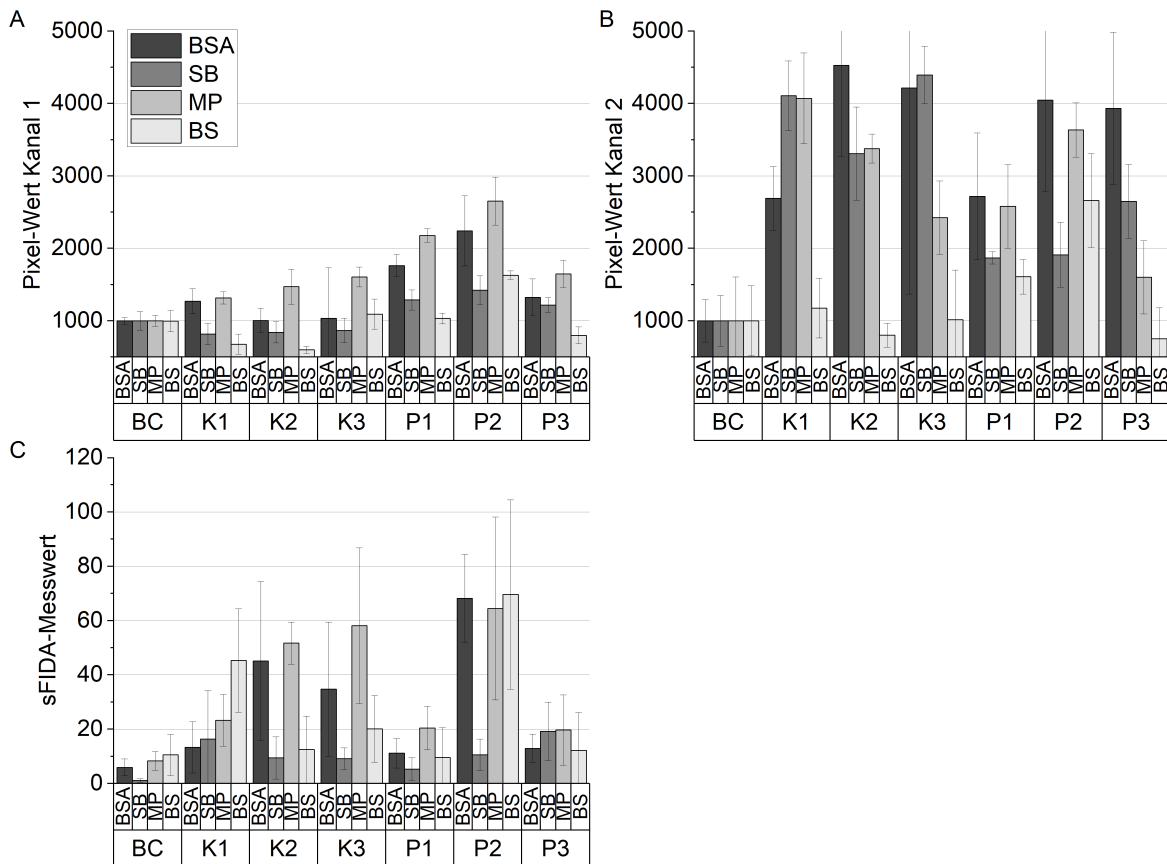 A
Pixel-Wert Kanal 1
5000
4000
3000
2000
1000
BSA
SB
MP
BS
BSA SB MP BS BSA SB MP BS BSA SB MP BS BSA SB MP BS BSA SB MP BS BSA SB MP BS BSA SB MP BS
BC K1 K2 K3 P1 P2 P3
B
Pixel-Wert Kanal 2
5000
4000
3000
2000
1000
BSA SB MP BS BSA SB MP BS BSA SB MP BS BSA SB MP BS BSA SB MP BS BSA SB MP BS BSA SB MP BS
BC K1 K2 K3 P1 P2 P3
C
sFIDA-Messwert
120
100
80
60
40
20
0
BSA SB MP BS BSA SB MP BS BSA SB MP BS BSA SB MP BS BSA SB MP BS BSA SB MP BS BSA SB MP BS
BC K1 K2 K3 P1 P2 P3